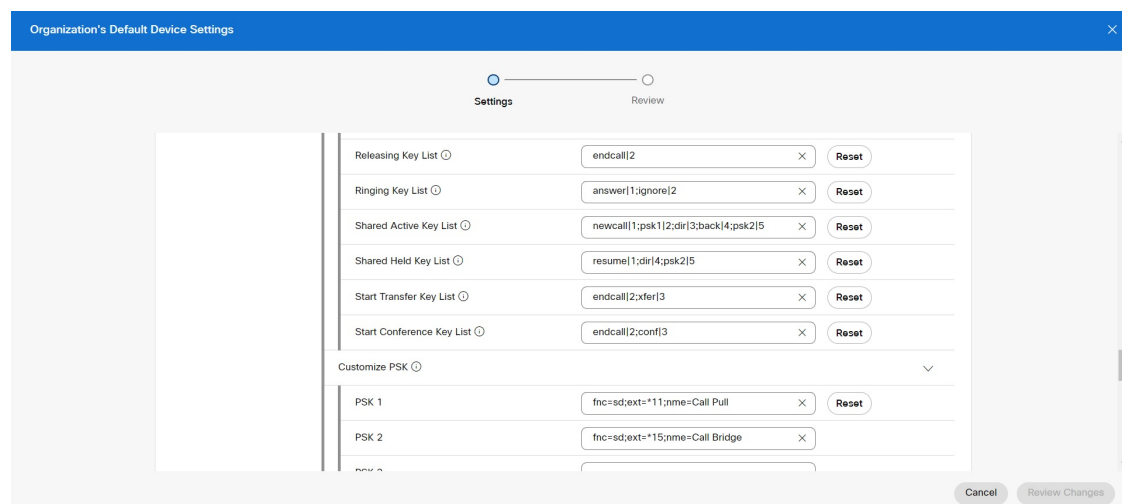 Organization's Default Device Settings
Settings
Review
Releasing Key List
endcall|2
Reset
Ringing Key List
answer|1;ignore|2
Reset
Shared Active Key List
newcall|1;psk1|2;dir|3;back|4;psk2|5
Reset
Shared Held Key List
resume|1;dir|4;psk2|5
Reset
Start Transfer Key List
endcall|2;xfer|3
Reset
Start Conference Key List
endcall|2;conf|3
Reset
Customize PSK
PSK 1
fnc=sd;ext=*11;nme=Call Pull
Reset
PSK 2
fnc=sd;ext=*15;nme=Call Bridge
Cancel
Review Changes